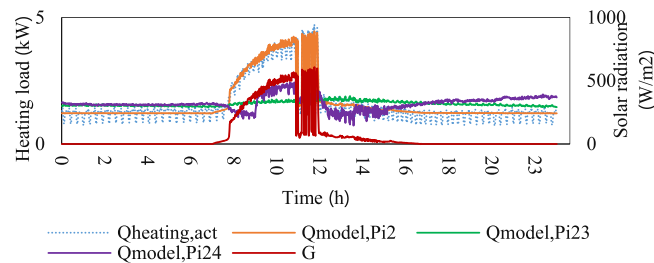 5
1000
500
0
0
Heating load (kW)
Solar radiation
(W/m2)
0
2
4
6
8
10
12
14
16
18
20
23
Time (h)
Qheating,act
Qmodel,Pi2
Qmodel,Pi23
Qmodel,Pi24
G